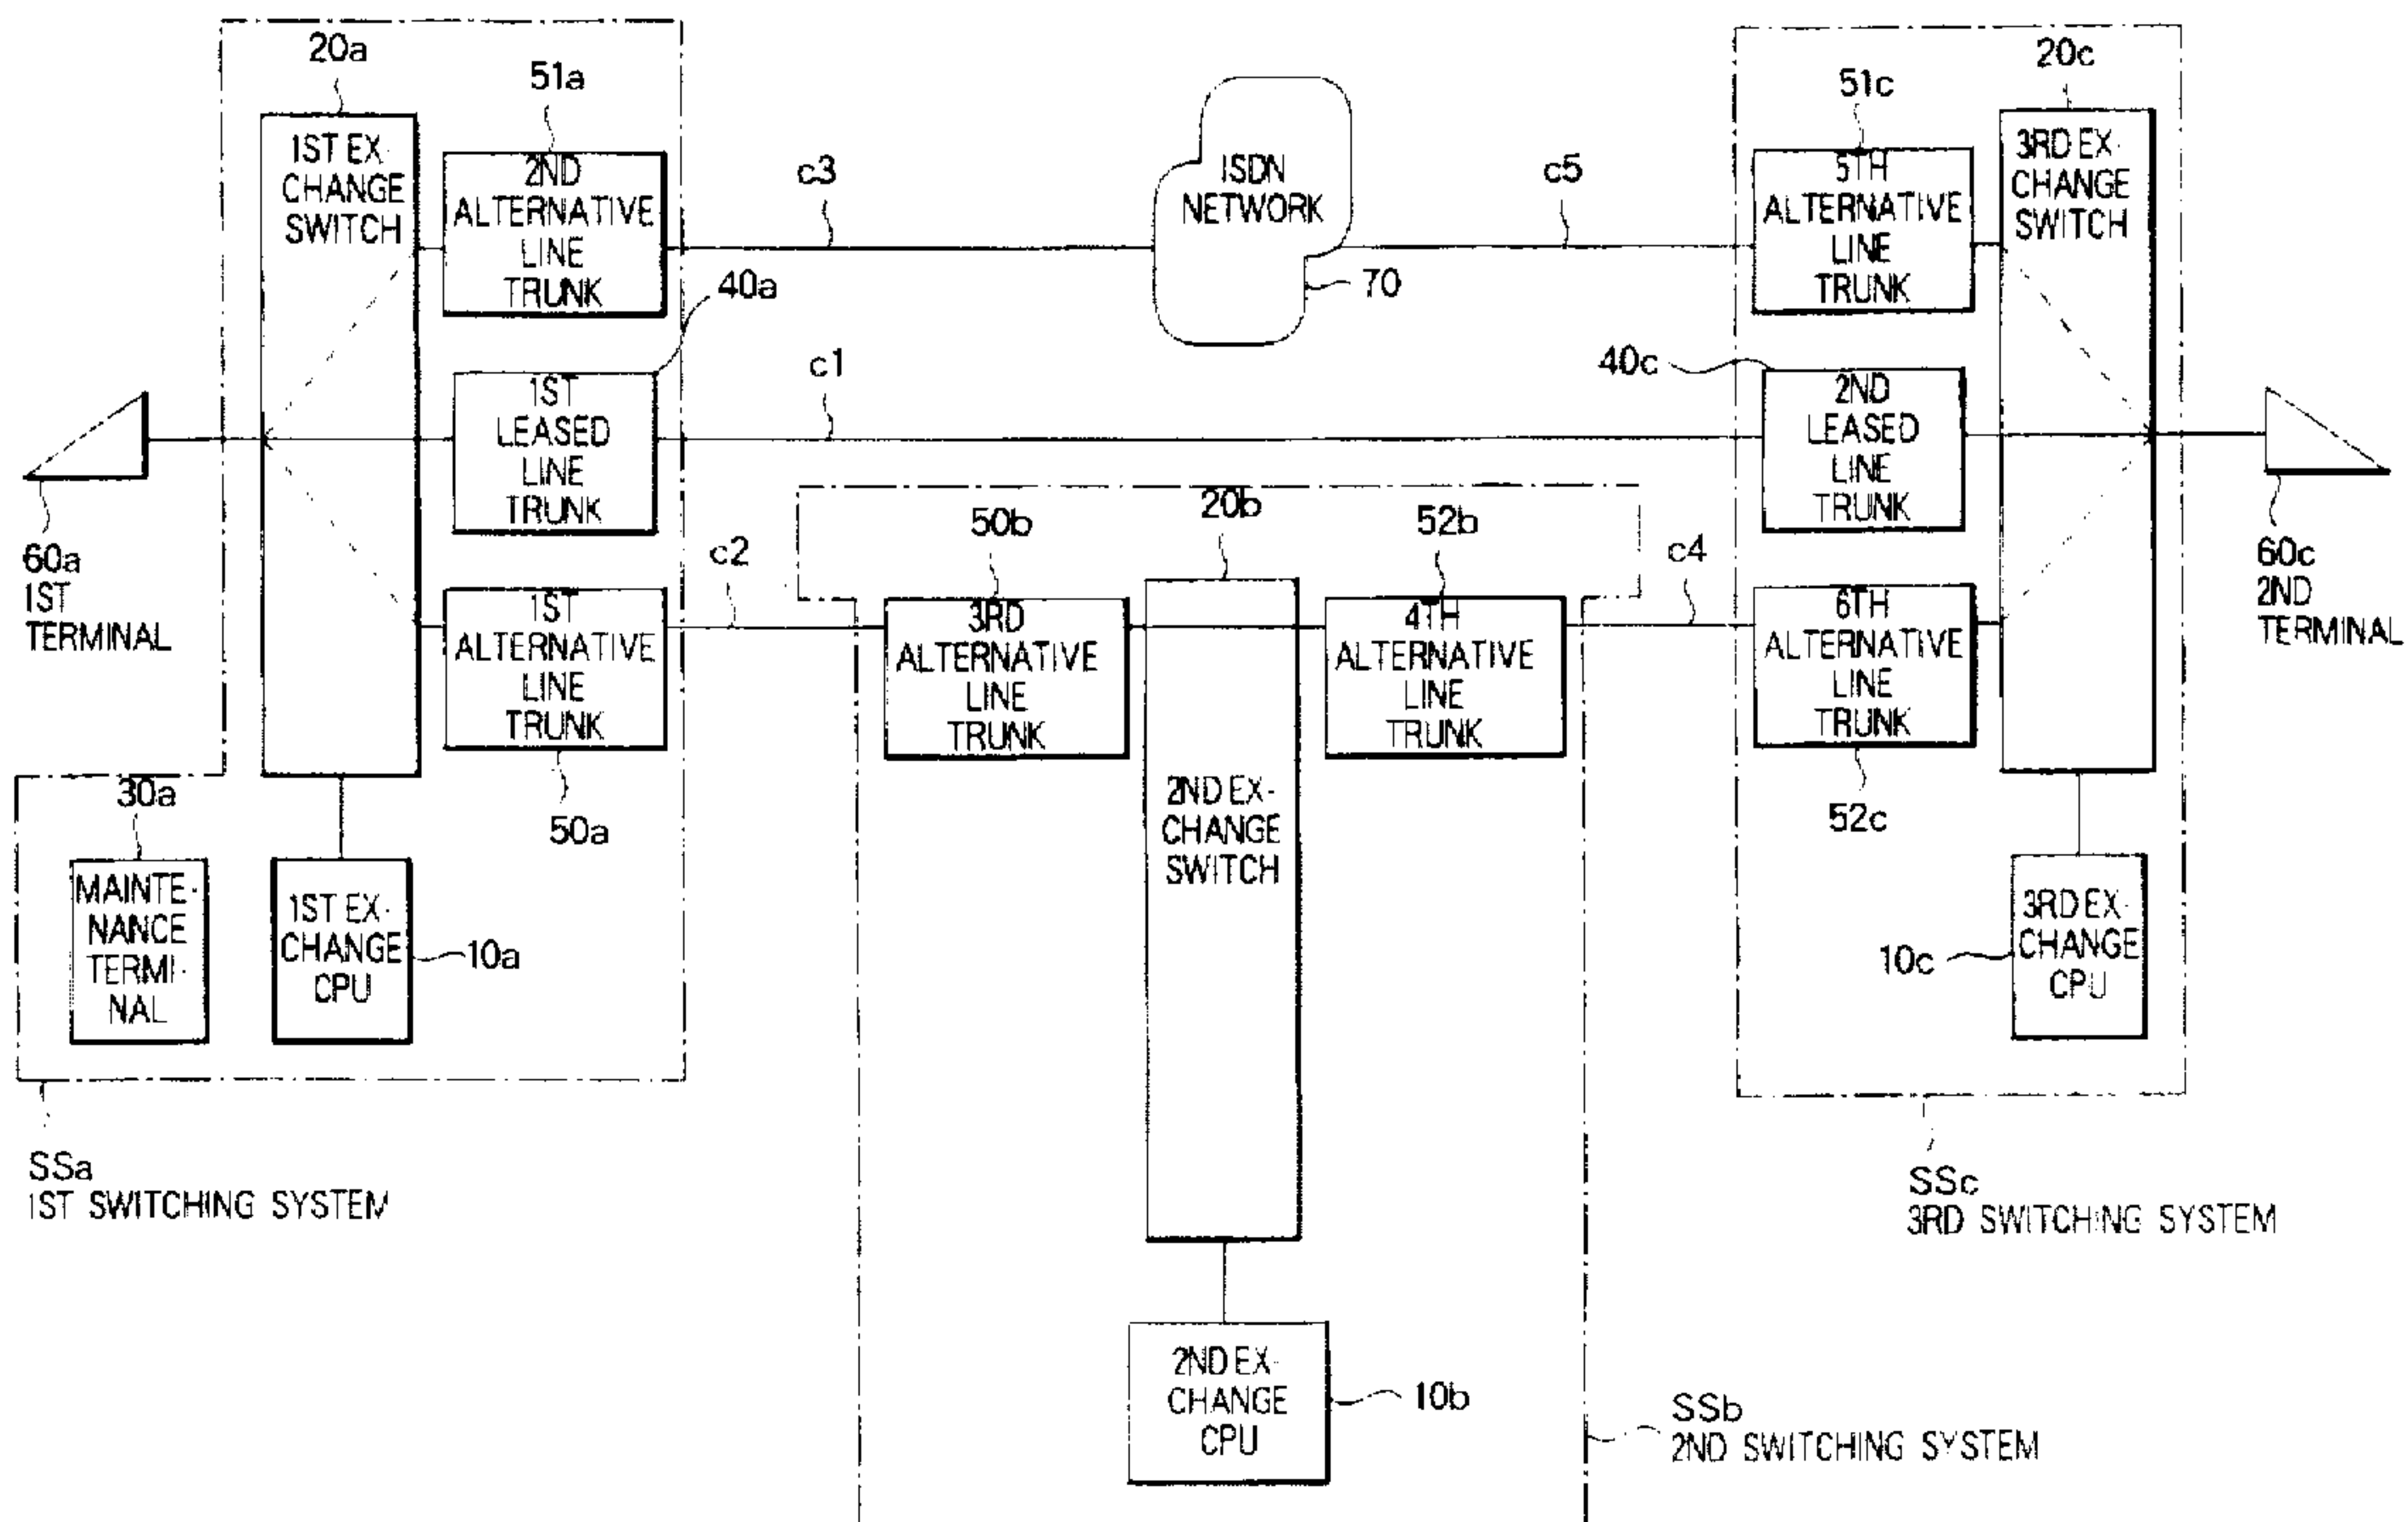 20a
51a
1ST EX-
CHANGE
SWITCH
2ND
ALTERNATIVE
LINE
TRUNK
c3
ISDN
NETWORK
70
c5
51c
20c
5TH
ALTERNATIVE
LINE
TRUNK
3RD EX-
CHANGE
SWITCH
40a
1ST
LEASED
LINE
TRUNK
c1
40c
2ND
LEASED
LINE
TRUNK
60a
1ST
TERMINAL
60c
2ND
TERMINAL
1ST
ALTERNATIVE
LINE
TRUNK
50a
c2
50b
3RD
ALTERNATIVE
LINE
TRUNK
20b
2ND EX-
CHANGE
SWITCH
52b
4TH
ALTERNATIVE
LINE
TRUNK
c4
6TH
ALTERNATIVE
LINE
TRUNK
52c
30a
MAINTE-
NANCE
TERMI-
NAL
1ST EX-
CHANGE
CPU
10a
3RD EX-
CHANGE
CPU
10c
SSa
1ST SWITCHING SYSTEM
SSc
3RD SWITCHING SYSTEM
2ND EX-
CHANGE
CPU
10b
SSb
2ND SWITCHING SYSTEM